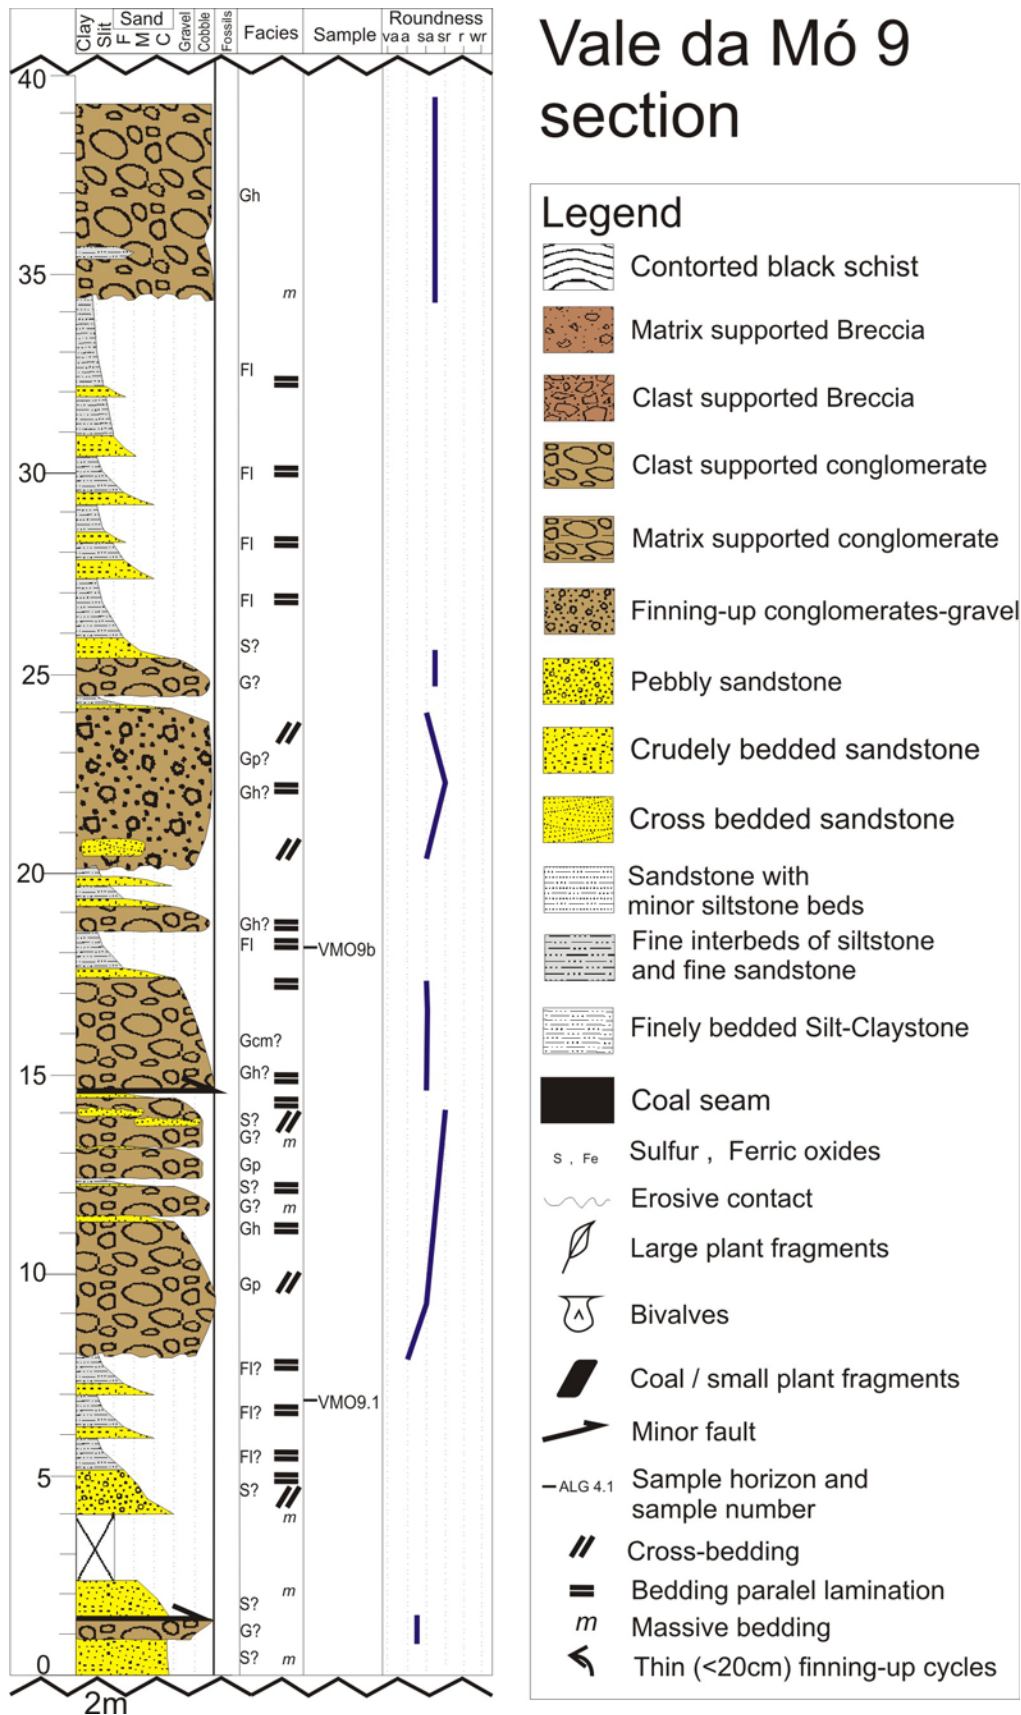 Vale da Mó 9
section
Clay
Slit
Sand
F
M
C
Gravel
Cobble
Fossils
Facies
Sample
Roundness
va a sa sr r wr
40
Gh
35
m
Fl
30
Fl
Fl
Fl
S?
25
G?
Gp?
Gh?
20
Gh?
Fl
VMO9b
Gcm?
15
Gh?
S?
G?
m
Gp
S?
G?
m
Gh
10
Gp
Fl?
VMO9.1
Fl?
Fl?
5
S?
m
m
S?
G?
0
S?
m
2m
Legend
Contorted black schist
Matrix supported Breccia
Clast supported Breccia
Clast supported conglomerate
Matrix supported conglomerate
Finning-up conglomerates-gravel
Pebbly sandstone
Crudely bedded sandstone
Cross bedded sandstone
Sandstone with
minor siltstone beds
Fine interbeds of siltstone
and fine sandstone
Finely bedded Silt-Claystone
Coal seam
S , Fe Sulfur , Ferric oxides
Erosive contact
Large plant fragments
Bivalves
Coal / small plant fragments
Minor fault
ALG 4.1 Sample horizon and
sample number
Cross-bedding
Bedding paralel lamination
m Massive bedding
Thin (<20cm) finning-up cycles